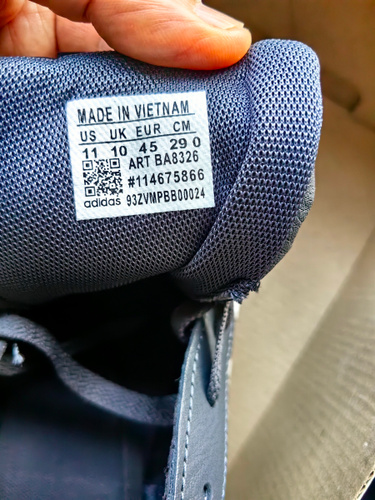 MADE IN VIETNAM
US UK EUR CM
11 10 45 29 0
ART BA8326
#114675866
adidas 93ZVMPBB00024